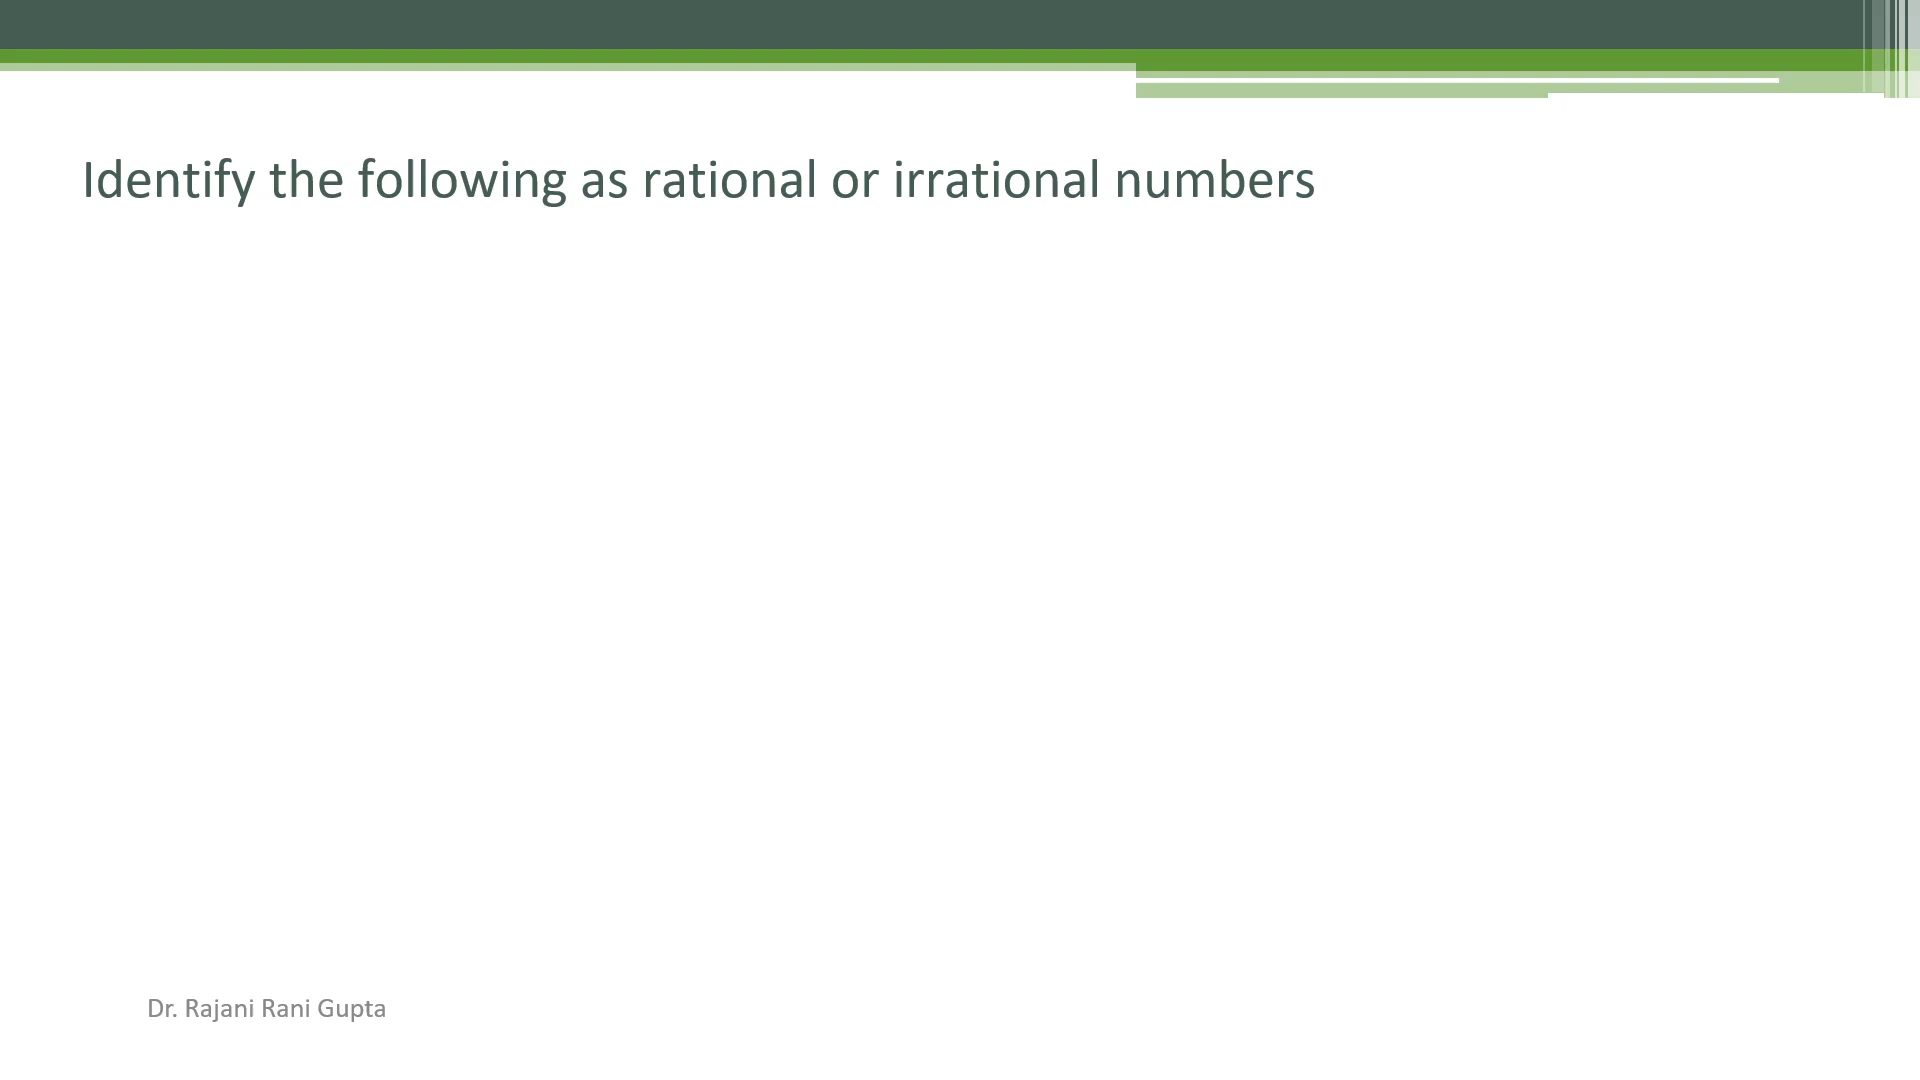 Identify the following as rational or irrational numbers
Dr. Rajani Rani Gupta